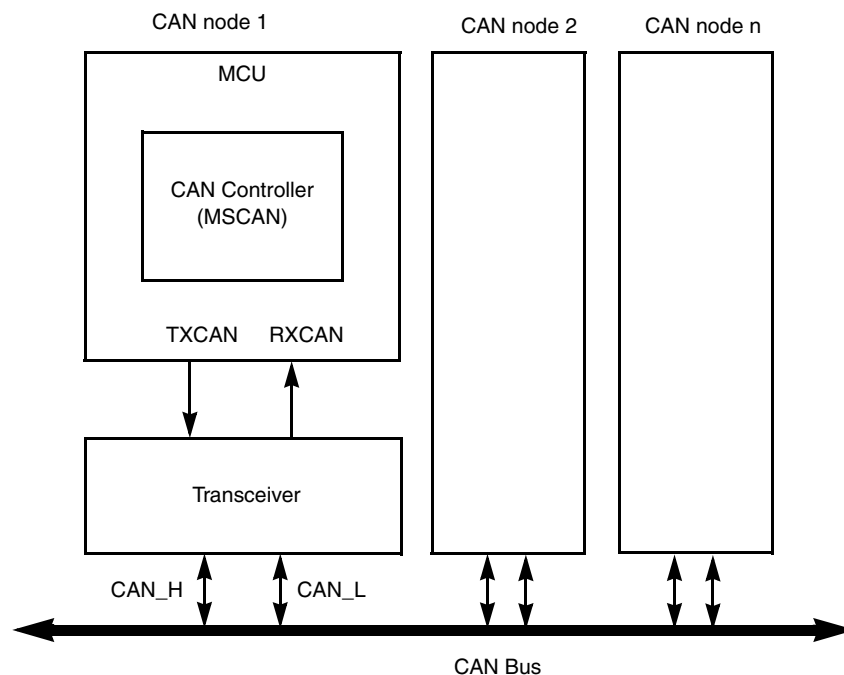 CAN node 1
CAN node 2
CAN node n
MCU
CAN Controller
(MSCAN)
TXCAN
RXCAN
Transceiver
CAN_H
CAN_L
CAN Bus